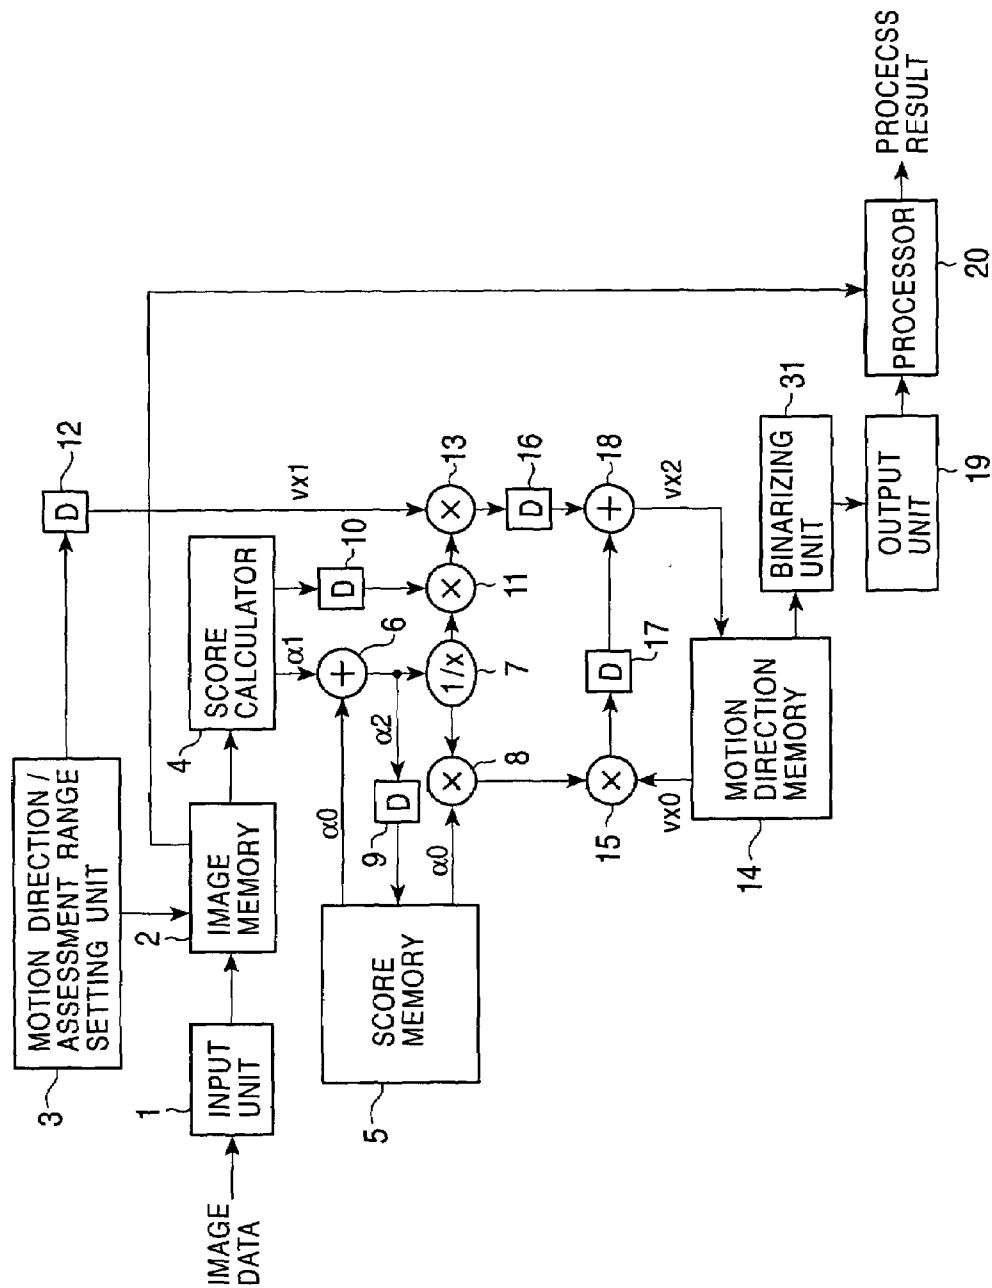 MOTION DIRECTION /
ASSESSMENT RANGE
SETTING UNIT
3
D
12
IMAGE
DATA
INPUT
UNIT
1
IMAGE
MEMORY
2
SCORE
CALCULATOR
4
α1
D
10
vx1
α0
+
6
α2
D
9
1/x
7
×
11
×
13
SCORE
MEMORY
5
α0
×
8
D
16
×
15
D
17
+
18
vx0
vx2
MOTION
DIRECTION
MEMORY
14
BINARIZING
UNIT
31
OUTPUT
UNIT
19
PROCESSOR
20
PROCECSS
RESULT